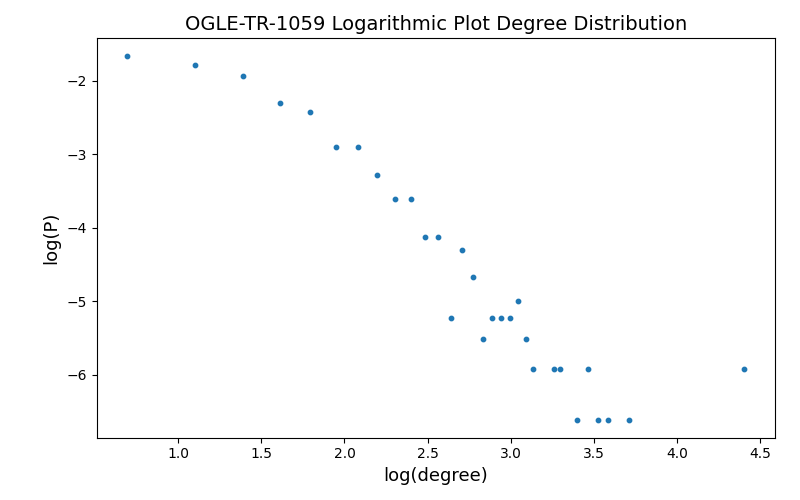 OGLE-TR-1059 Logarithmic Plot Degree Distribution
log(P)
−2
−3
−4
−5
−6
1.0 1.5 2.0 2.5 3.0 3.5 4.0 4.5
log(degree)